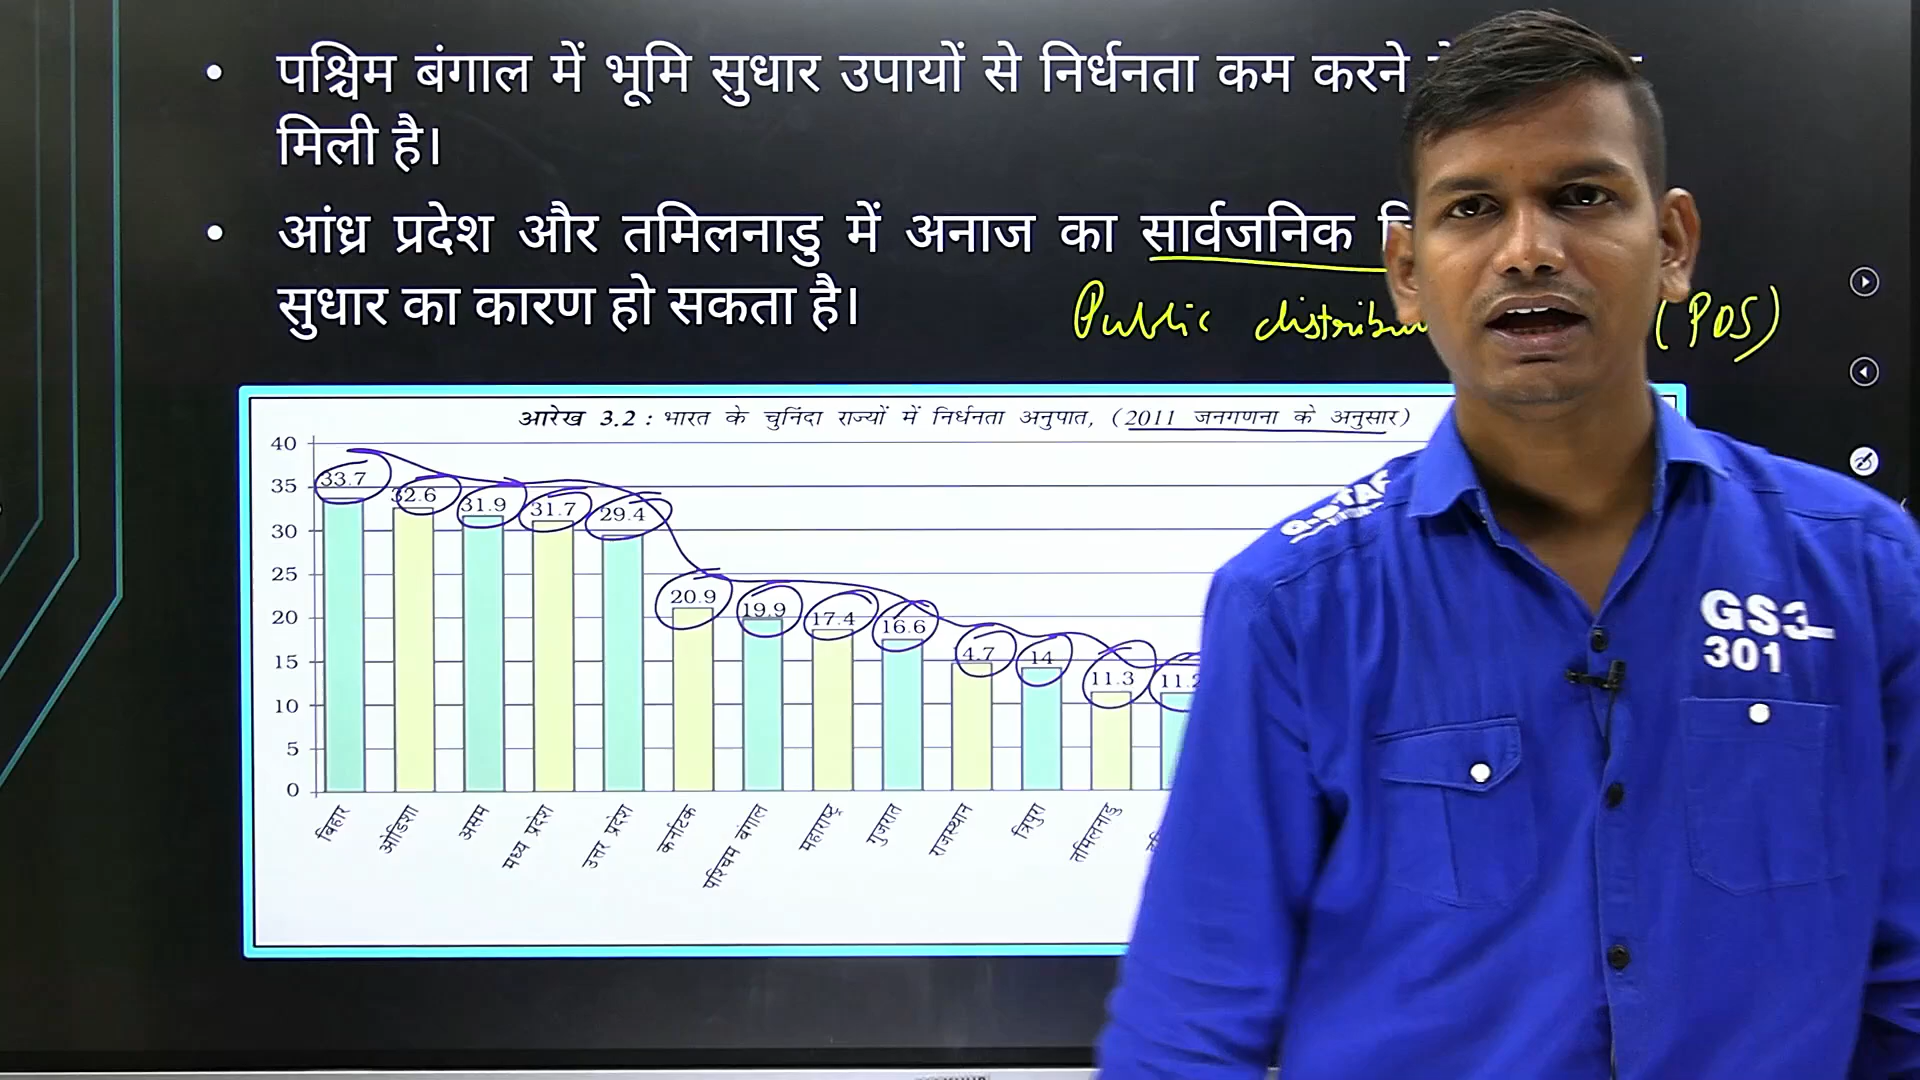 • पश्चिम बंगाल में भूमि सुधार उपायों से निर्धनता कम करने
मिली है।
• आंध्र प्रदेश और तमिलनाडु में अनाज का सार्वजनिक
सुधार का कारण हो सकता है।
Public (PDS)
आरेख 3.2 : भारत के चुनिंदा राज्यों में निर्धनता अनुपात, (2011 जनगणना के अनुसार)
40
35
30
25
20
15
10
5
0
33.7 32.6 31.9 31.7 29.4 20.9 19.9 17.4 16.6 4.7 14 11.3 11.2
बिहार ओडिशा असम मध्य प्रदेश उत्तर प्रदेश कर्नाटक पश्चिम बंगाल महाराष्ट्र गुजरात राजस्थान त्रिपुरा तमिलनाडु
GS3
301